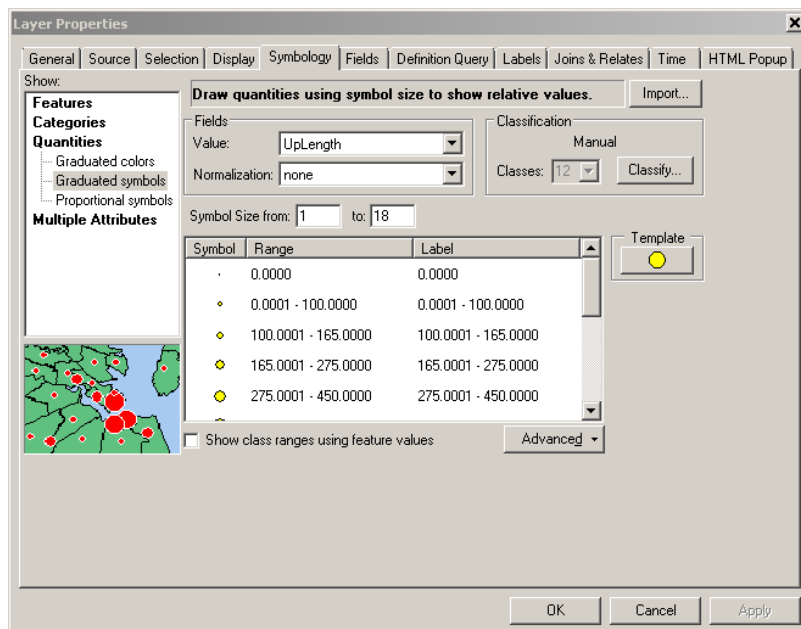 Layer Properties
General Source Selection Display Symbology Fields Definition Query Labels Joins & Relates Time HTML Popup
Show:
Features
Categories
Quantities
Graduated colors
Graduated symbols
Proportional symbols
Multiple Attributes
Draw quantities using symbol size to show relative values.
Import...
Fields
Value: UpLength
Normalization: none
Classification
Manual
Classes: 12 Classify...
Symbol Size from: 1 to: 18
Symbol Range Label
0.0000 0.0000
0.0001 - 100.0000 0.0001 - 100.0000
100.0001 - 165.0000 100.0001 - 165.0000
165.0001 - 275.0000 165.0001 - 275.0000
275.0001 - 450.0000 275.0001 - 450.0000
Template
Show class ranges using feature values
Advanced
OK Cancel Apply